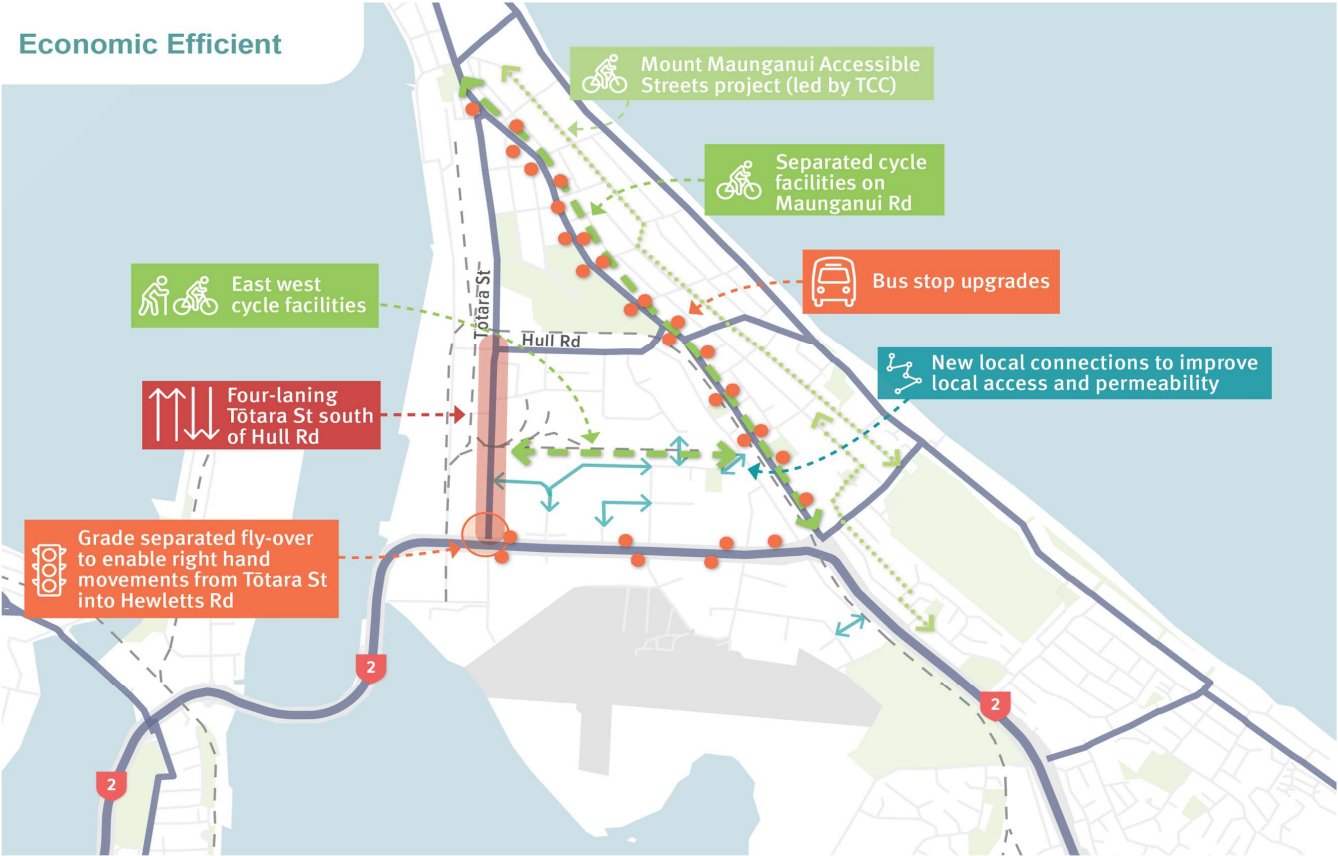 Economic Efficient
Mount Maunganui Accessible
Streets project (led by TCC)
Separated cycle
facilities on
Maunganui Rd
Bus stop upgrades
East west
cycle facilities
Tōtara St
Hull Rd
New local connections to improve
local access and permeability
Four-laning
Tōtara St south
of Hull Rd
Grade separated fly-over
to enable right hand
movements from Tōtara St
into Hewletts Rd
2
2
2